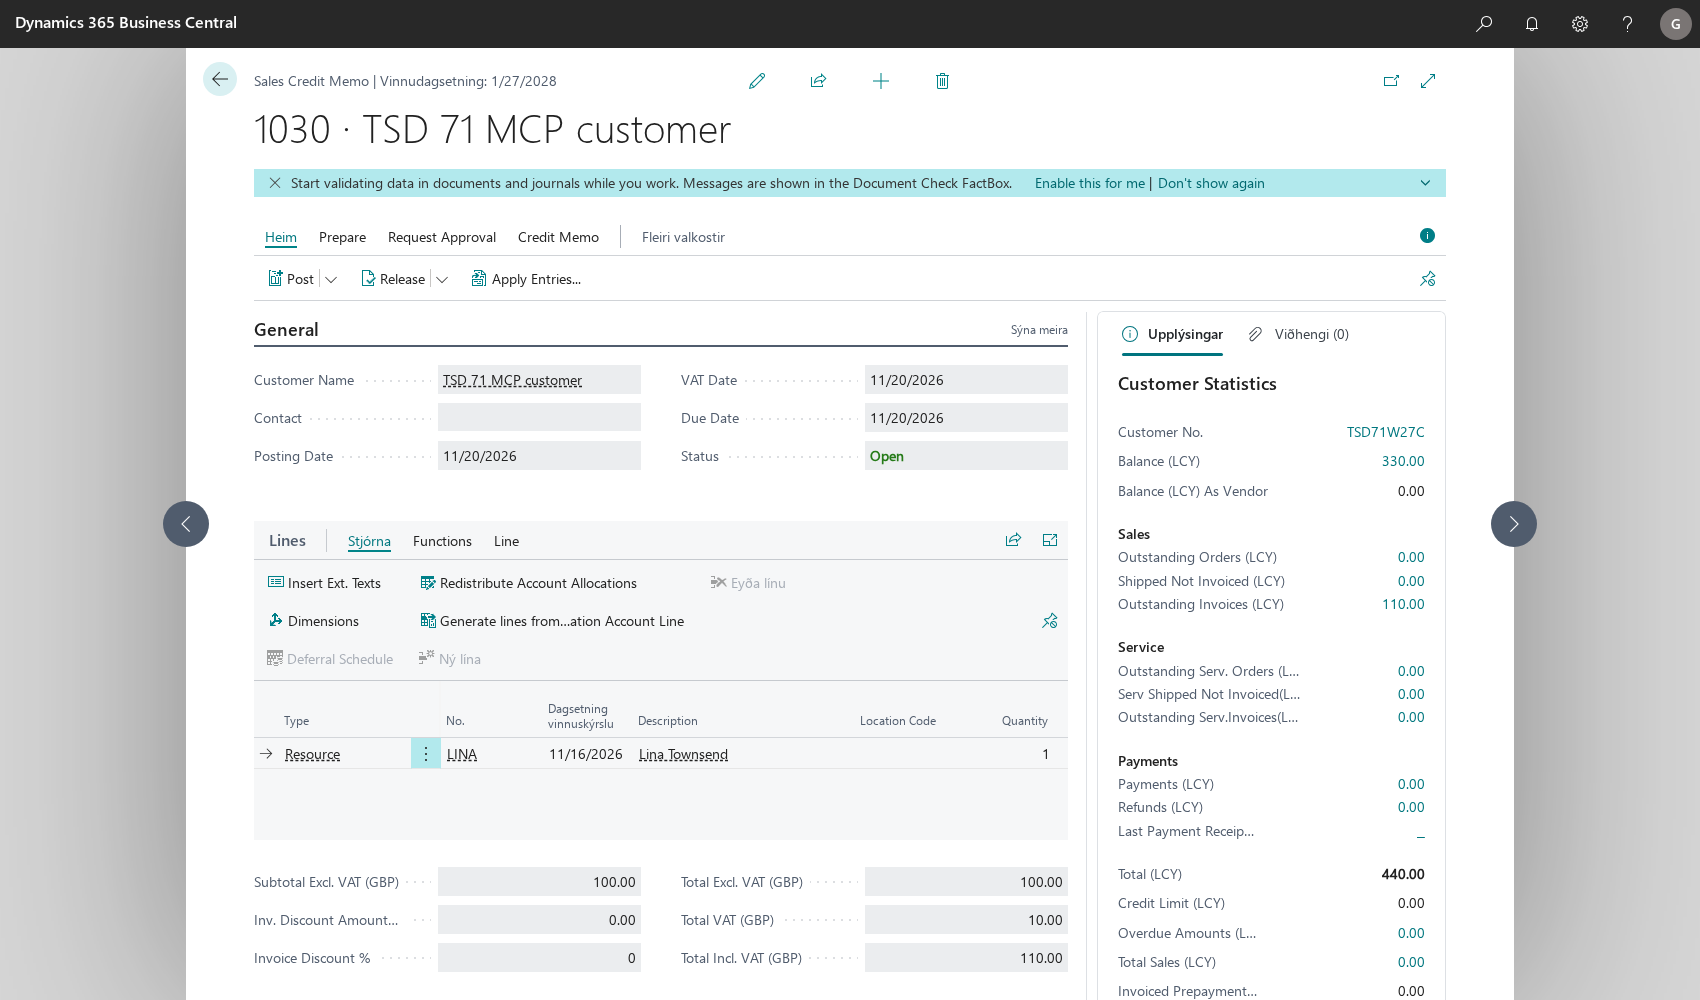 Dynamics 365 Business Central
G
Sales Credit Memo | Vinnudagsetning: 1/27/2028
1030 · TSD 71 MCP customer
Start validating data in documents and journals while you work. Messages are shown in the Document Check FactBox. Enable this for me | Don't show again
Heim Prepare Request Approval Credit Memo Fleiri valkostir
Post Release Apply Entries...
General Sýna meira
Customer Name TSD 71 MCP customer
Contact
Posting Date 11/20/2026
VAT Date 11/20/2026
Due Date 11/20/2026
Status Open
Lines Stjórna Functions Line
Insert Ext. Texts Redistribute Account Allocations Eyða línu
Dimensions Generate lines from...ation Account Line
Deferral Schedule Ný lína
Type No. Dagsetning vinnuskýrslu Description Location Code Quantity
Resource LINA 11/16/2026 Lina Townsend 1
Subtotal Excl. VAT (GBP) 100.00
Inv. Discount Amount... 0.00
Invoice Discount % 0
Total Excl. VAT (GBP) 100.00
Total VAT (GBP) 10.00
Total Incl. VAT (GBP) 110.00
Upplýsingar Viðhengi (0)
Customer Statistics
Customer No. TSD71W27C
Balance (LCY) 330.00
Balance (LCY) As Vendor 0.00
Sales
Outstanding Orders (LCY) 0.00
Shipped Not Invoiced (LCY) 0.00
Outstanding Invoices (LCY) 110.00
Service
Outstanding Serv. Orders (L... 0.00
Serv Shipped Not Invoiced(L... 0.00
Outstanding Serv.Invoices(L... 0.00
Payments
Payments (LCY) 0.00
Refunds (LCY) 0.00
Last Payment Receip... _
Total (LCY) 440.00
Credit Limit (LCY) 0.00
Overdue Amounts (L... 0.00
Total Sales (LCY) 0.00
Invoiced Prepayment... 0.00